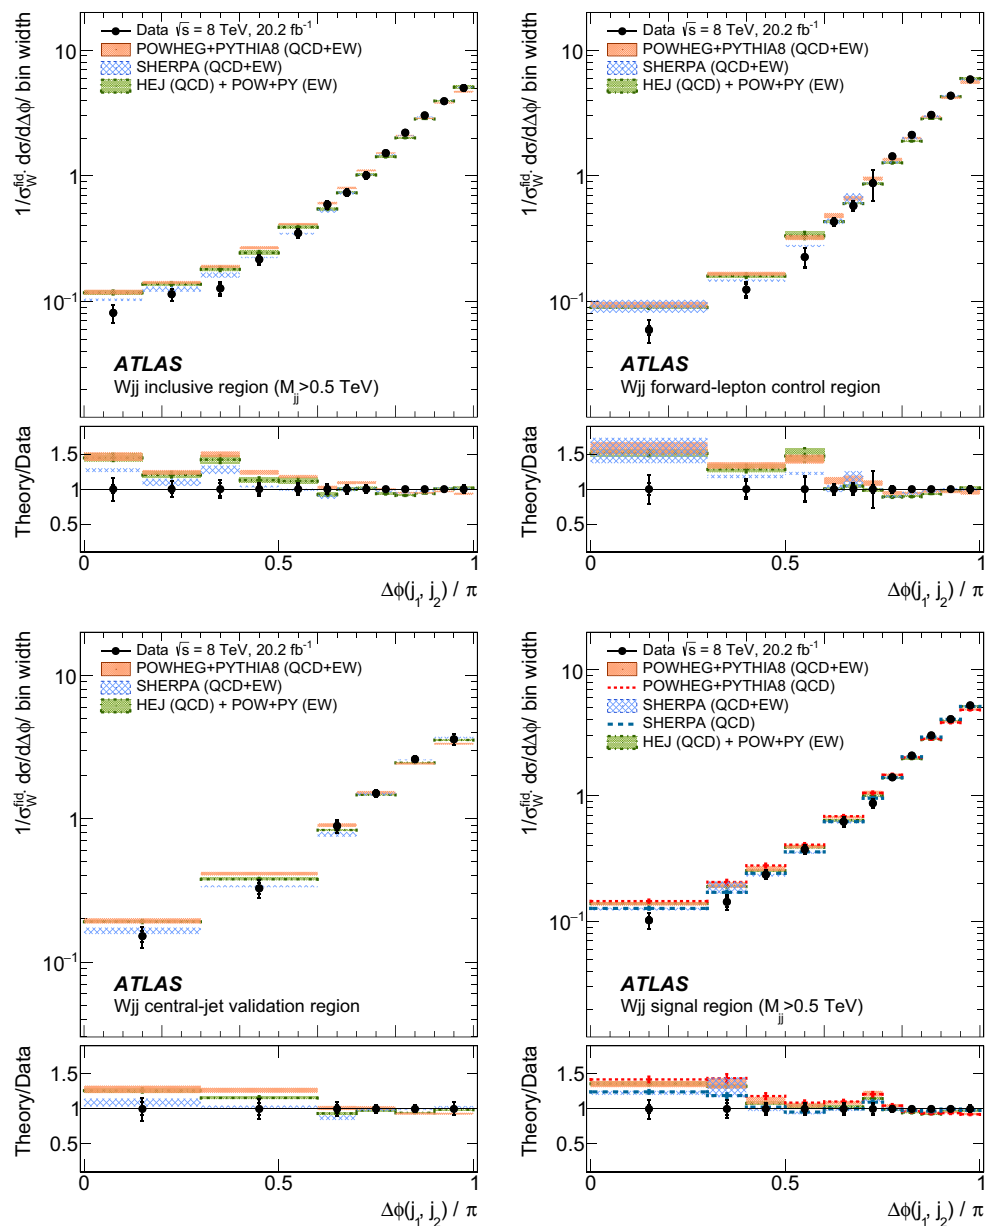 Data √s = 8 TeV, 20.2 fb⁻¹
POWHEG+PYTHIA8 (QCD+EW)
SHERPA (QCD+EW)
HEJ (QCD) + POW+PY (EW)
1/σ_W^fid. dσ/dΔϕ/ bin width
10
1
10⁻¹
ATLAS
Wjj inclusive region (M_jj>0.5 TeV)
Theory/Data
1.5
1
0.5
0 0.5 1
Δϕ(j_1, j_2) / π
Data √s = 8 TeV, 20.2 fb⁻¹
POWHEG+PYTHIA8 (QCD+EW)
SHERPA (QCD+EW)
HEJ (QCD) + POW+PY (EW)
1/σ_W^fid. dσ/dΔϕ/ bin width
10
1
10⁻¹
ATLAS
Wjj forward-lepton control region
Theory/Data
1.5
1
0.5
0 0.5 1
Δϕ(j_1, j_2) / π
Data √s = 8 TeV, 20.2 fb⁻¹
POWHEG+PYTHIA8 (QCD+EW)
SHERPA (QCD+EW)
HEJ (QCD) + POW+PY (EW)
1/σ_W^fid. dσ/dΔϕ/ bin width
10
1
10⁻¹
ATLAS
Wjj central-jet validation region
Theory/Data
1.5
1
0.5
0 0.5 1
Δϕ(j_1, j_2) / π
Data √s = 8 TeV, 20.2 fb⁻¹
POWHEG+PYTHIA8 (QCD+EW)
POWHEG+PYTHIA8 (QCD)
SHERPA (QCD+EW)
SHERPA (QCD)
HEJ (QCD) + POW+PY (EW)
1/σ_W^fid. dσ/dΔϕ/ bin width
10
1
10⁻¹
ATLAS
Wjj signal region (M_jj>0.5 TeV)
Theory/Data
1.5
1
0.5
0 0.5 1
Δϕ(j_1, j_2) / π